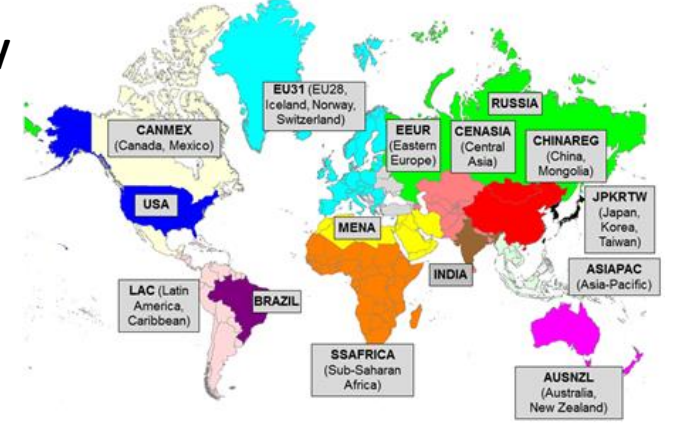 EU31 (EU28,
Iceland, Norway,
Switzerland)
RUSSIA
CANMEX
(Canada, Mexico)
EEUR
(Eastern
Europe)
CENASIA
(Central
Asia)
CHINAREG
(China,
Mongolia)
USA
JPKRTW
(Japan,
Korea,
Taiwan)
MENA
INDIA
ASIAPAC
(Asia-Pacific)
LAC (Latin
America,
Caribbean)
BRAZIL
SSAFRICA
(Sub-Saharan
Africa)
AUSNZL
(Australia,
New Zealand)